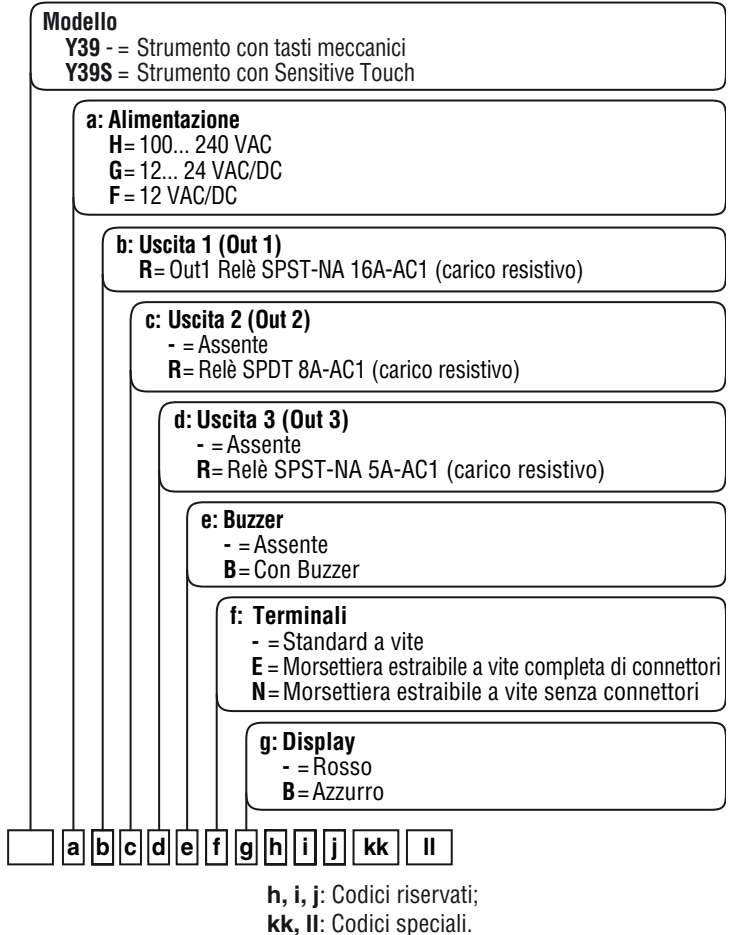 Modello
Y39 - = Strumento con tasti meccanici
Y39S = Strumento con Sensitive Touch
a: Alimentazione
H= 100... 240 VAC
G= 12... 24 VAC/DC
F= 12 VAC/DC
b: Uscita 1 (Out 1)
R= Out1 Relè SPST-NA 16A-AC1 (carico resistivo)
c: Uscita 2 (Out 2)
- = Assente
R= Relè SPDT 8A-AC1 (carico resistivo)
d: Uscita 3 (Out 3)
- = Assente
R= Relè SPST-NA 5A-AC1 (carico resistivo)
e: Buzzer
- = Assente
B= Con Buzzer
f: Terminali
- = Standard a vite
E = Morsettiera estraibile a vite completa di connettori
N= Morsettiera estraibile a vite senza connettori
g: Display
- = Rosso
B= Azzurro
a b c d e f g h i j kk ll
h, i, j: Codici riservati;
kk, ll: Codici speciali.